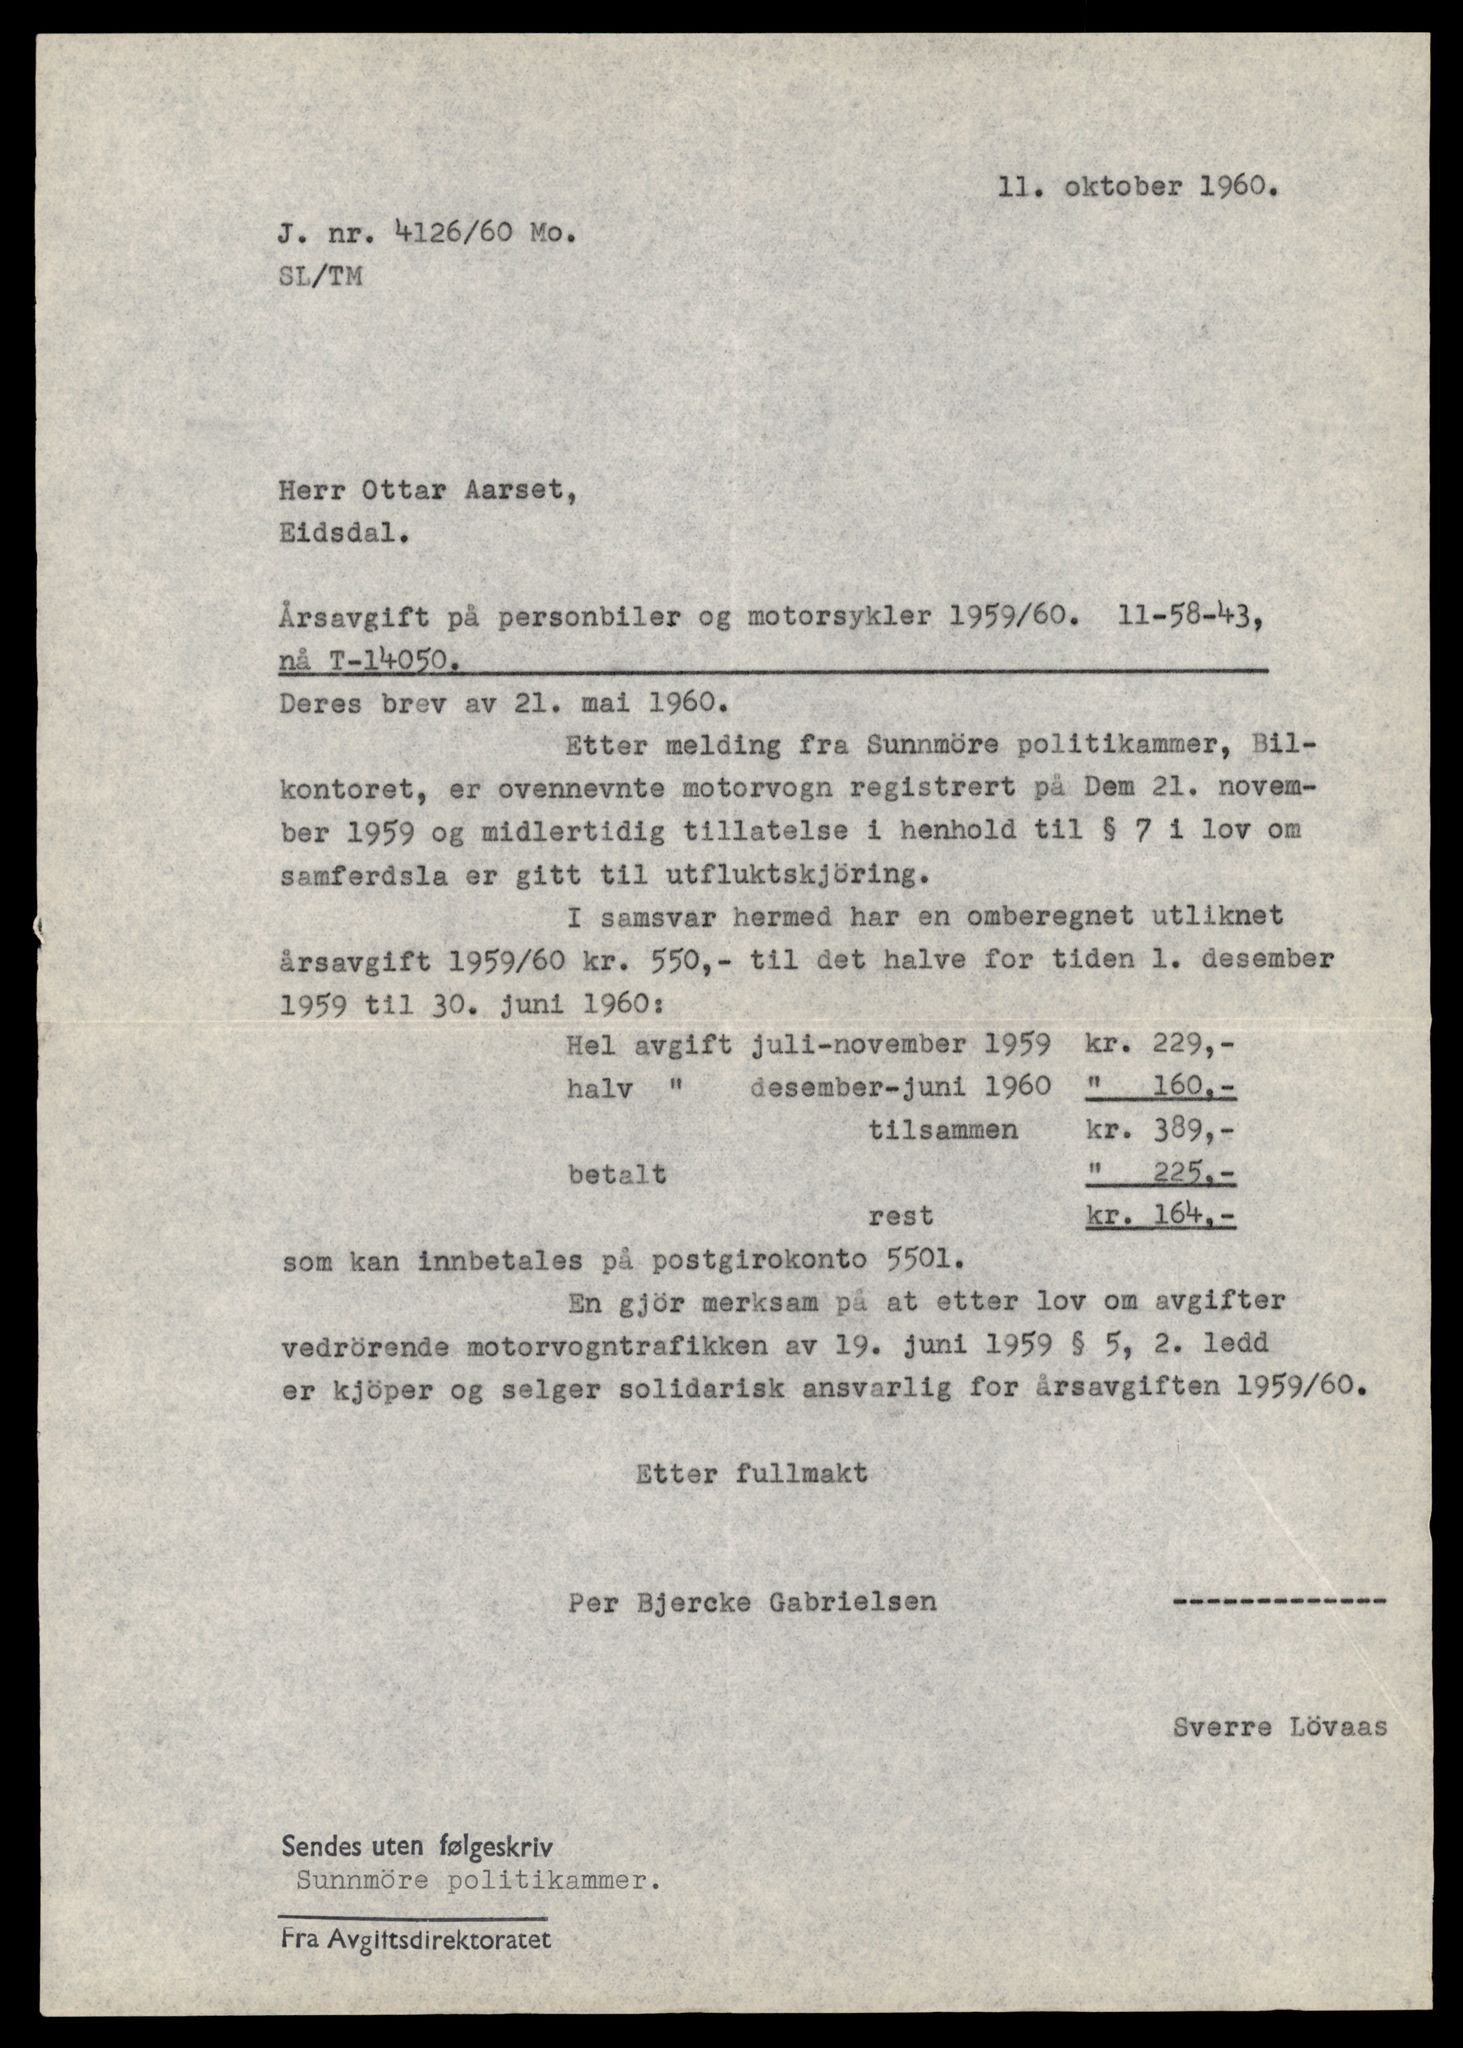 11. oktober 1960.
J. nr. 4126/60 Mo.
SL/TM
Herr Ottar Aarset,
Eidsdal.
Årsavgift på personbiler og motorsykler 1959/60. 11-58-43,
nå T-14050.
Deres brev av 21. mai 1960.
Etter melding fra Sunnmöre politikammer, Bil-
kontoret, er ovennevnte motorvogn registrert på Dem 21. novem-
ber 1959 og midlertidig tillatelse i henhold til § 7 i lov om
samferdsla er gitt til utfluktskjöring.
I samsvar hermed har en omberegnet utliknet
årsavgift 1959/60 kr. 550,- til det halve for tiden 1. desember
1959 til 30. juni 1960:
Hel avgift juli-november 1959 kr. 229,-
halv " desember-juni 1960 " 160,-
tilsammen kr. 389,-
betalt " 225,-
rest kr. 164,-
som kan innbetales på postgirokonto 5501.
En gjör merksam på at etter lov om avgifter
vedrörende motorvogntrafikken av 19. juni 1959 § 5, 2. ledd
er kjöper og selger solidarisk ansvarlig for årsavgiften 1959/60.
Etter fullmakt
Per Bjercke Gabrielsen -------------
Sverre Lövaas
Sendes uten følgeskriv
Sunnmöre politikammer.
Fra Avgiftsdirektoratet